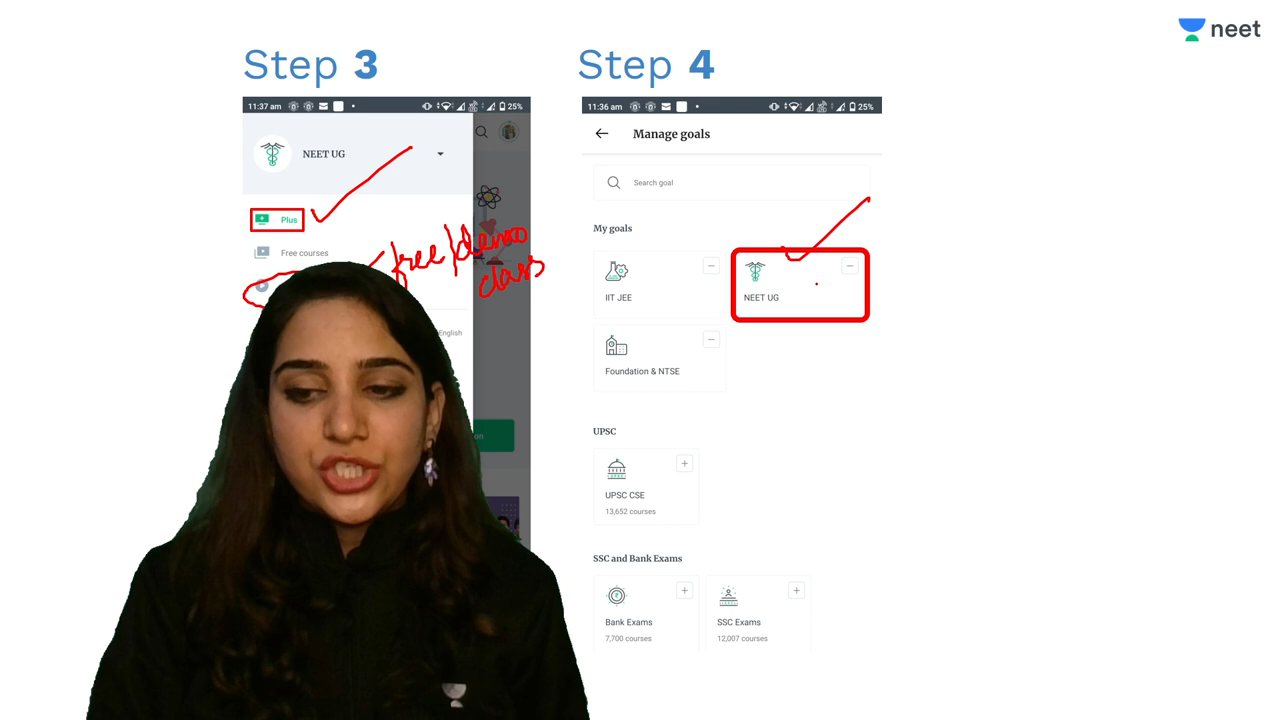 neet
Step 3
11:37 am
25%
NEET UG
Plus
Free courses
free/demo
class
English
on
Step 4
11:36 am
25%
Manage goals
Search goal
My goals
IIT JEE
NEET UG
Foundation & NTSE
UPSC
UPSC CSE
13,652 courses
SSC and Bank Exams
Bank Exams
7,700 courses
SSC Exams
12,007 courses